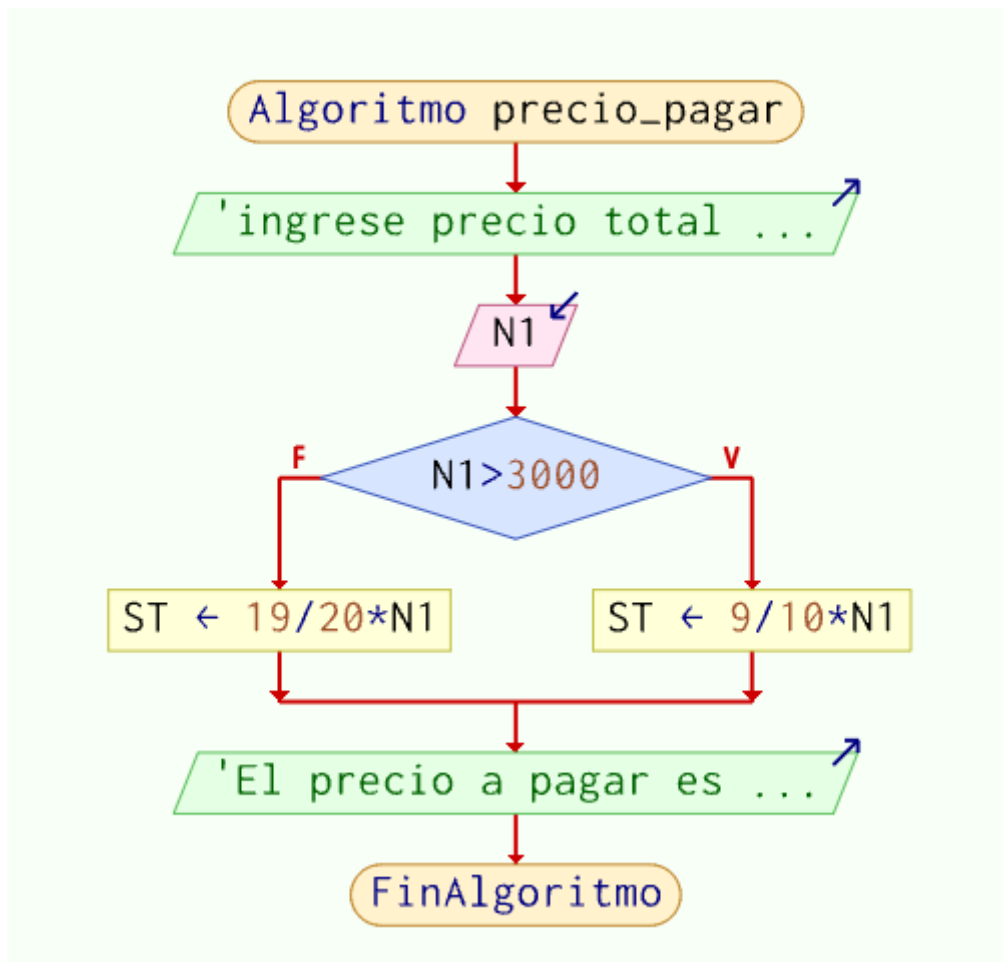 Algoritmo precio_pagar
'ingrese precio total ...
N1
N1>3000
F
V
ST ← 19/20*N1
ST ← 9/10*N1
'El precio a pagar es ...
FinAlgoritmo